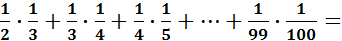 1/2 · 1/3 + 1/3 · 1/4 + 1/4 · 1/5 + ⋯ + 1/99 · 1/100 =